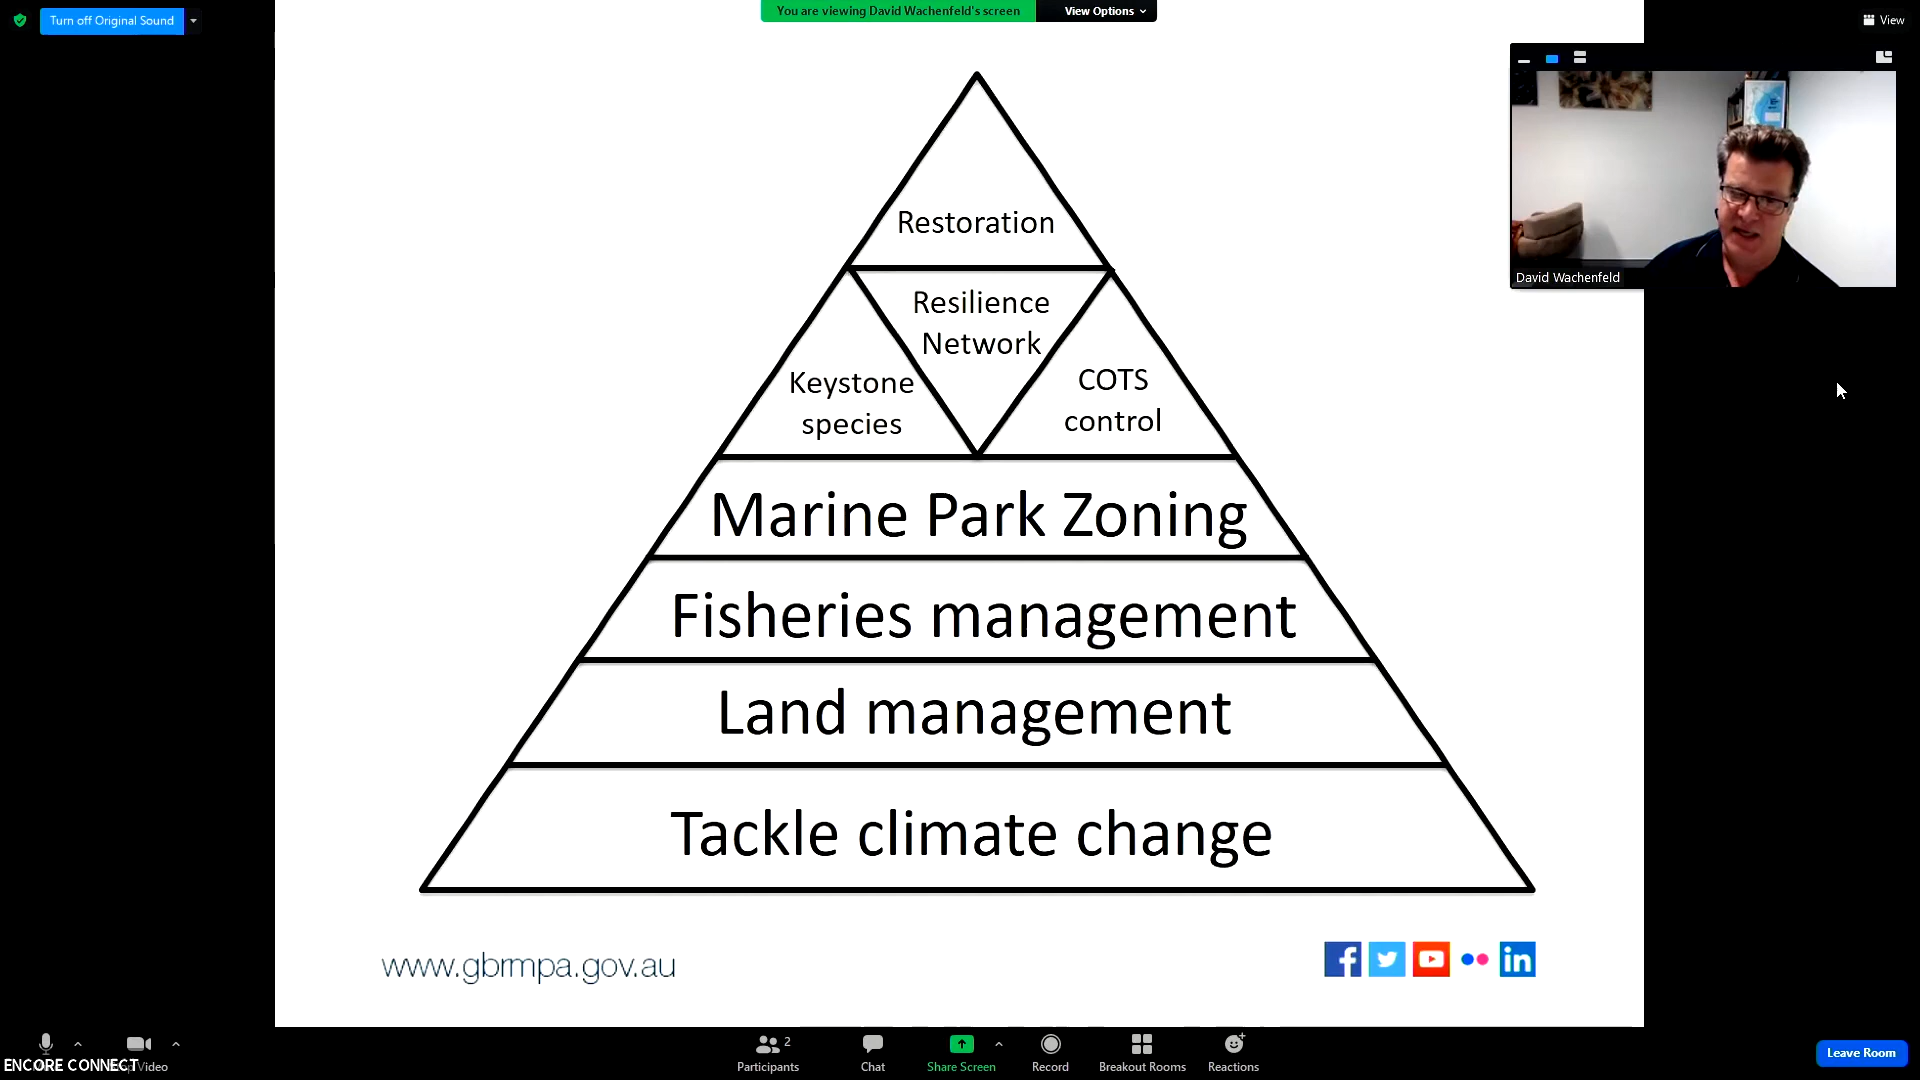 Turn off Original Sound
You are viewing David Wachenfeld's screen
View Options
View
David Wachenfeld
Restoration
Resilience
Network
Keystone
species
COTS
control
Marine Park Zoning
Fisheries management
Land management
Tackle climate change
www.gbrmpa.gov.au
2
Participants
Chat
Share Screen
Record
Breakout Rooms
Reactions
Leave Room
ENCORE CONNECT
Video